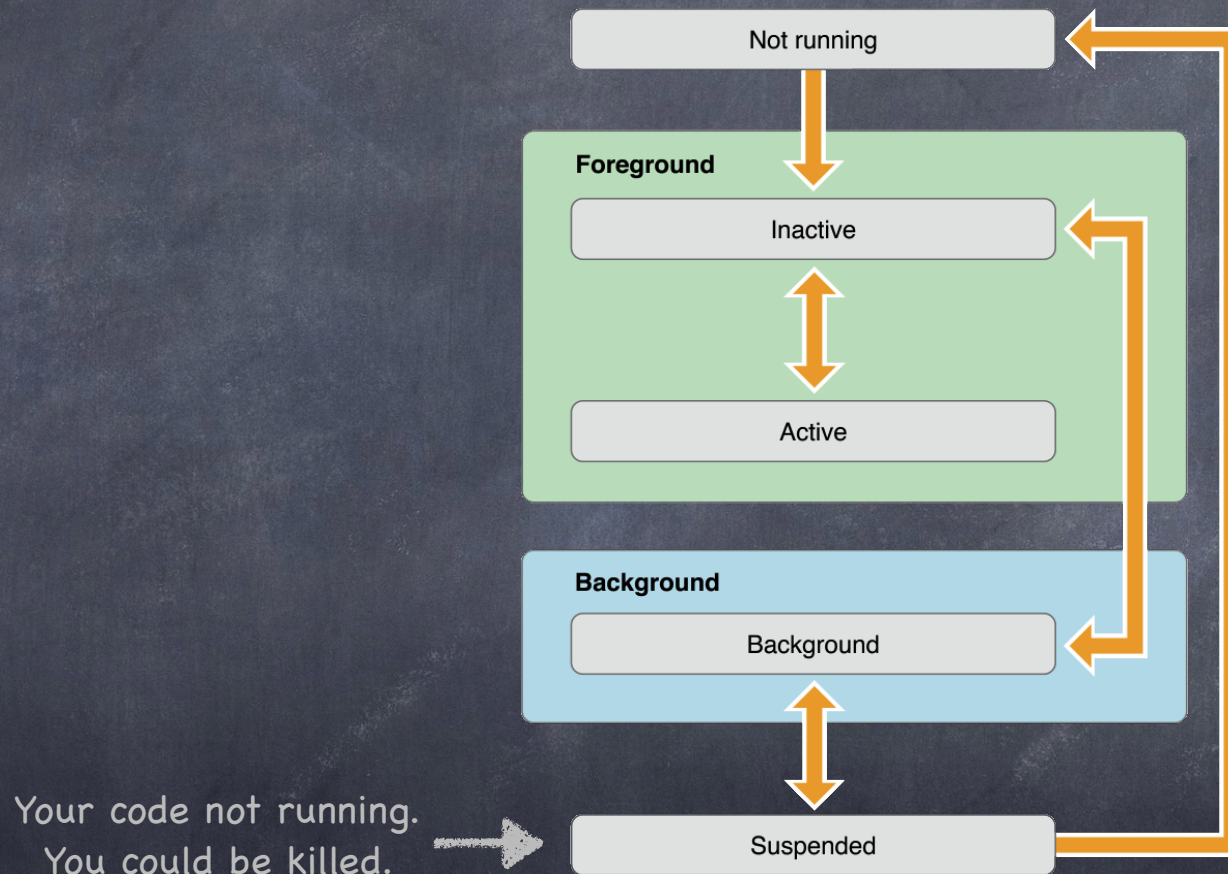 Not running
Foreground
Inactive
Active
Background
Background
Your code not running.
You could be killed.
Suspended